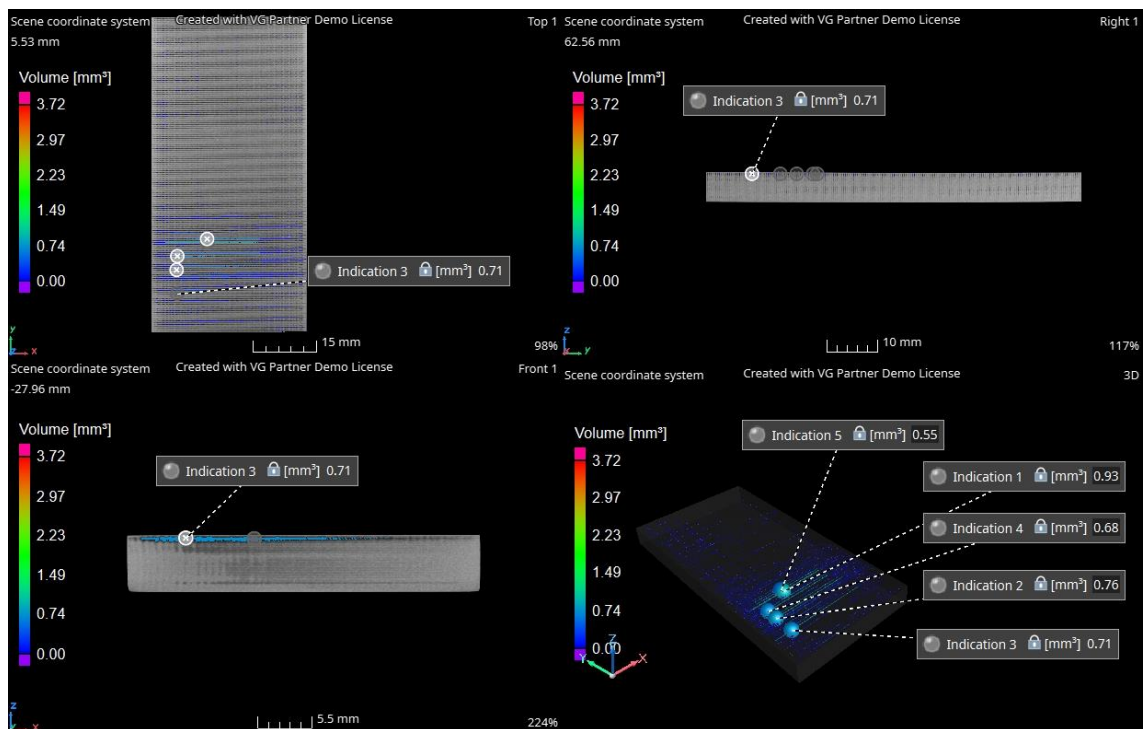 Scene coordinate system Created with VG Partner Demo License Top 1
5.53 mm
Volume [mm³]
3.72
2.97
2.23
1.49
0.74
0.00
Indication 3 [mm³] 0.71
y
x
15 mm
98%
Scene coordinate system Created with VG Partner Demo License Right 1
62.56 mm
Volume [mm³]
3.72
2.97
2.23
1.49
0.74
0.00
Indication 3 [mm³] 0.71
z
x y
10 mm
117%
Scene coordinate system Created with VG Partner Demo License Front 1
-27.96 mm
Volume [mm³]
3.72
2.97
2.23
1.49
0.74
0.00
Indication 3 [mm³] 0.71
z
x
5.5 mm
224%
Scene coordinate system Created with VG Partner Demo License 3D
Volume [mm³]
3.72
2.97
2.23
1.49
0.74
0.00
Indication 5 [mm³] 0.55
Indication 1 [mm³] 0.93
Indication 4 [mm³] 0.68
Indication 2 [mm³] 0.76
Indication 3 [mm³] 0.71
Z
Y X